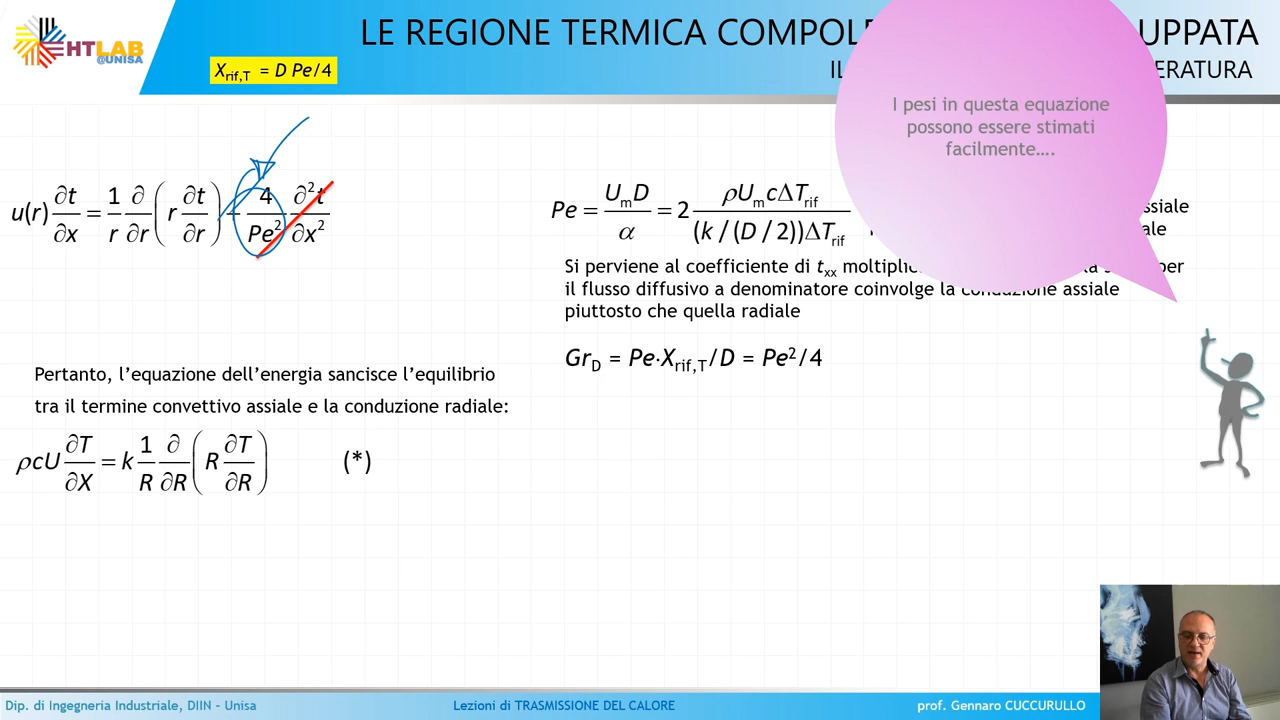 HTLAB
@UNISA
LE REGIONE TERMICA COMPOL UPPATA
X_rif,T = D Pe/4
IL ERATURA
I pesi in questa equazione
possono essere stimati
facilmente....
u(r) ∂t/∂x = 1/r ∂/∂r ( r ∂t/∂r ) + 4/Pe² ∂²t/∂x²
Pe = U_m D/α = 2 ρU_m cΔT_rif / (k / (D / 2))ΔT_rif
ssiale
ale
Si perviene al coefficiente di t_xx moltiplic per
il flusso diffusivo a denominatore coinvolge la conduzione assiale
piuttosto che quella radiale
Gr_D = Pe·X_rif,T/D = Pe²/4
Pertanto, l'equazione dell'energia sancisce l'equilibrio
tra il termine convettivo assiale e la conduzione radiale:
ρcU ∂T/∂X = k 1/R ∂/∂R ( R ∂T/∂R ) (*)
Dip. di Ingegneria Industriale, DIIN - Unisa
Lezioni di TRASMISSIONE DEL CALORE
prof. Gennaro CUCCURULLO